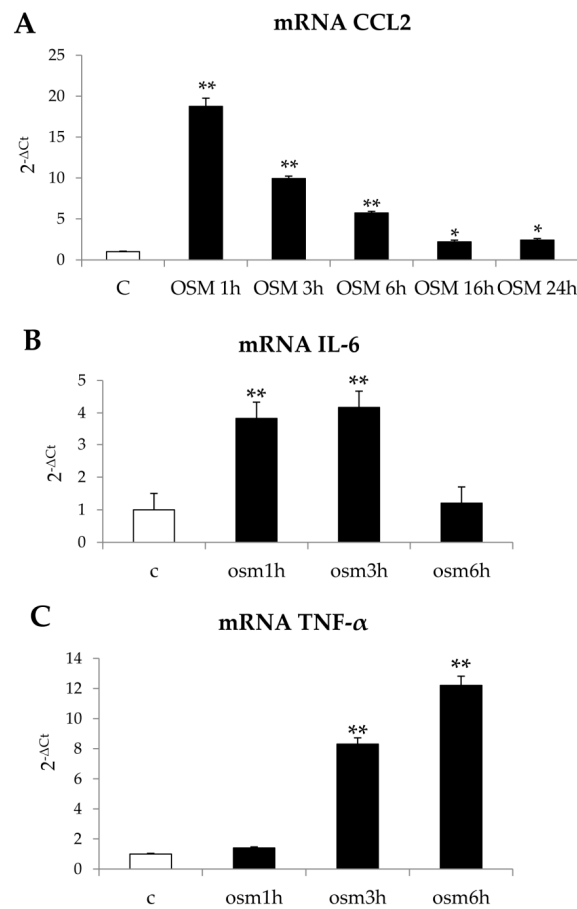 A
mRNA CCL2
2-ΔCt
25
20
15
10
5
0
**
**
**
*
*
C OSM 1h OSM 3h OSM 6h OSM 16h OSM 24h
B
mRNA IL-6
2-ΔCt
5
4
3
2
1
0
**
**
c osm1h osm3h osm6h
C
mRNA TNF-α
2-ΔCt
14
12
10
8
6
4
2
0
**
**
c osm1h osm3h osm6h